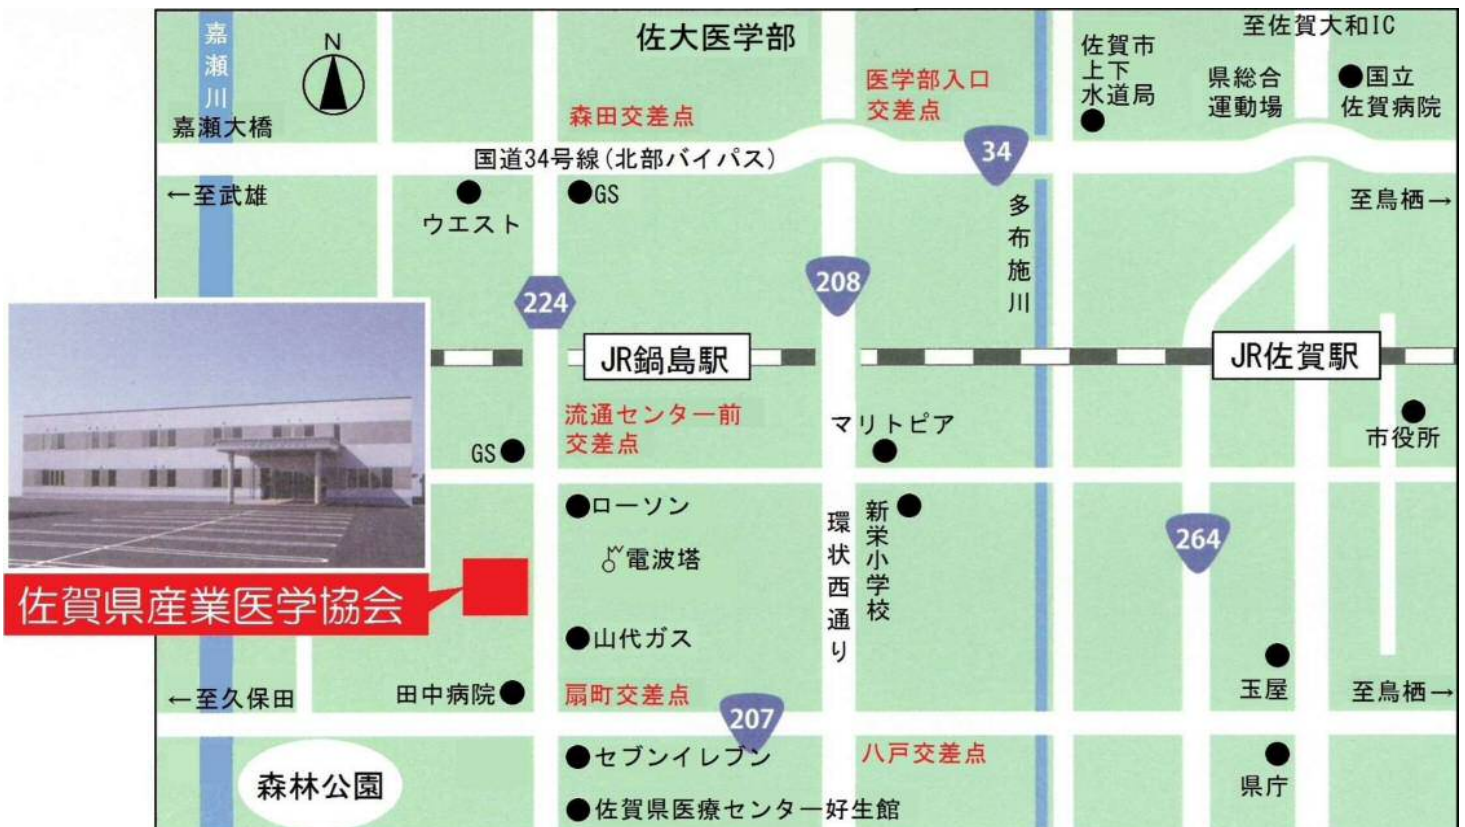 嘉瀬川
N
佐大医学部
至佐賀大和IC
佐賀市
上下
水道局
医学部入口
交差点
県総合
運動場
国立
佐賀病院
嘉瀬大橋
森田交差点
国道34号線(北部バイパス)
34
←至武雄
ウエスト
GS
多布施川
至鳥栖→
224
208
JR鍋島駅
JR佐賀駅
流通センター前
交差点
マリトピア
市役所
GS
ローソン
環状西通り
新栄小学校
264
電波塔
佐賀県産業医学協会
山代ガス
←至久保田
田中病院
扇町交差点
玉屋
至鳥栖→
207
セブンイレブン
八戸交差点
県庁
森林公園
佐賀県医療センター好生館